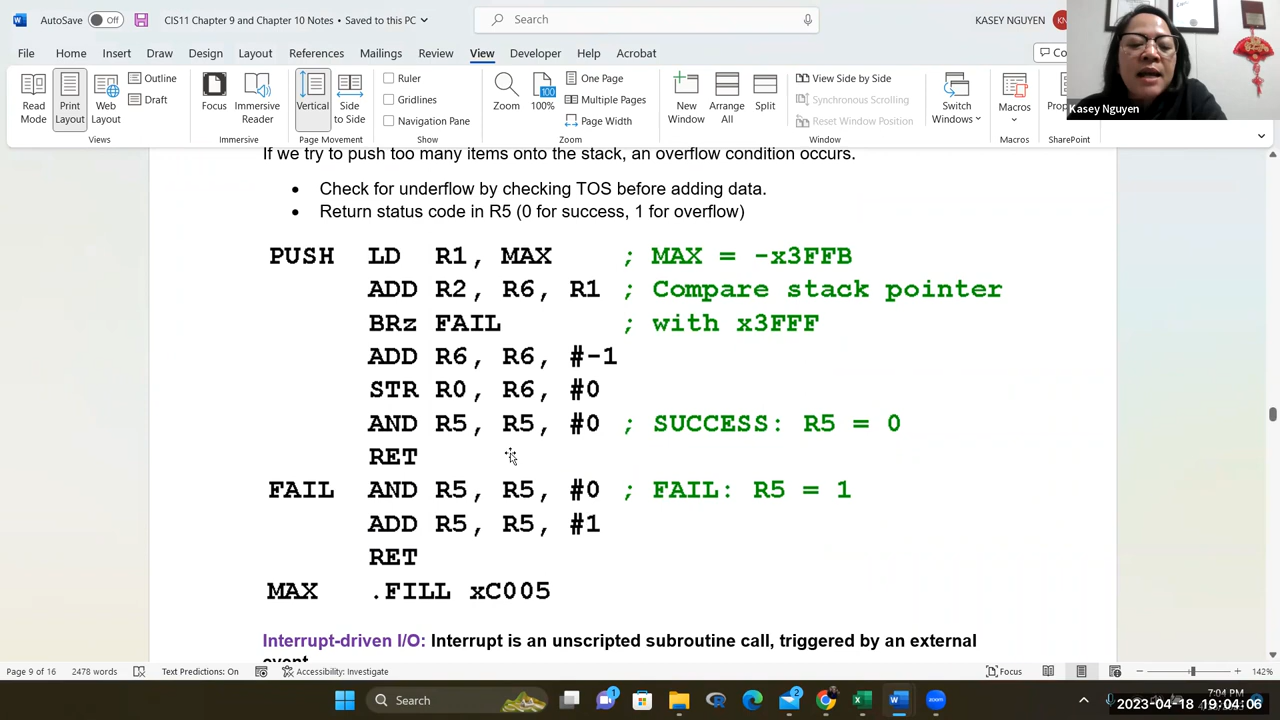 AutoSave Off CIS11 Chapter 9 and Chapter 10 Notes • Saved to this PC Search KASEY NGUYEN
File Home Insert Draw Design Layout References Mailings Review View Developer Help Acrobat
Read Mode Print Layout Web Layout Outline Draft
Focus Immersive Reader Vertical Side to Side
Ruler
Gridlines
Navigation Pane
Zoom 100% One Page Multiple Pages Page Width
New Window Arrange All Split
View Side by Side
Synchronous Scrolling
Reset Window Position
Switch Windows Macros
Views Immersive Page Movement Show Zoom Window Macros SharePoint
Kasey Nguyen
If we try to push too many items onto the stack, an overflow condition occurs.
• Check for underflow by checking TOS before adding data.
• Return status code in R5 (0 for success, 1 for overflow)
PUSH LD R1, MAX ; MAX = -x3FFB
ADD R2, R6, R1 ; Compare stack pointer
BRz FAIL ; with x3FFF
ADD R6, R6, #-1
STR R0, R6, #0
AND R5, R5, #0 ; SUCCESS: R5 = 0
RET
FAIL AND R5, R5, #0 ; FAIL: R5 = 1
ADD R5, R5, #1
RET
MAX .FILL xC005
Interrupt-driven I/O: Interrupt is an unscripted subroutine call, triggered by an external
event
Page 9 of 16 2478 words Text Predictions: On Accessibility: Investigate Focus 142%
Search
7:04 PM
2023-04-18 19:04:06